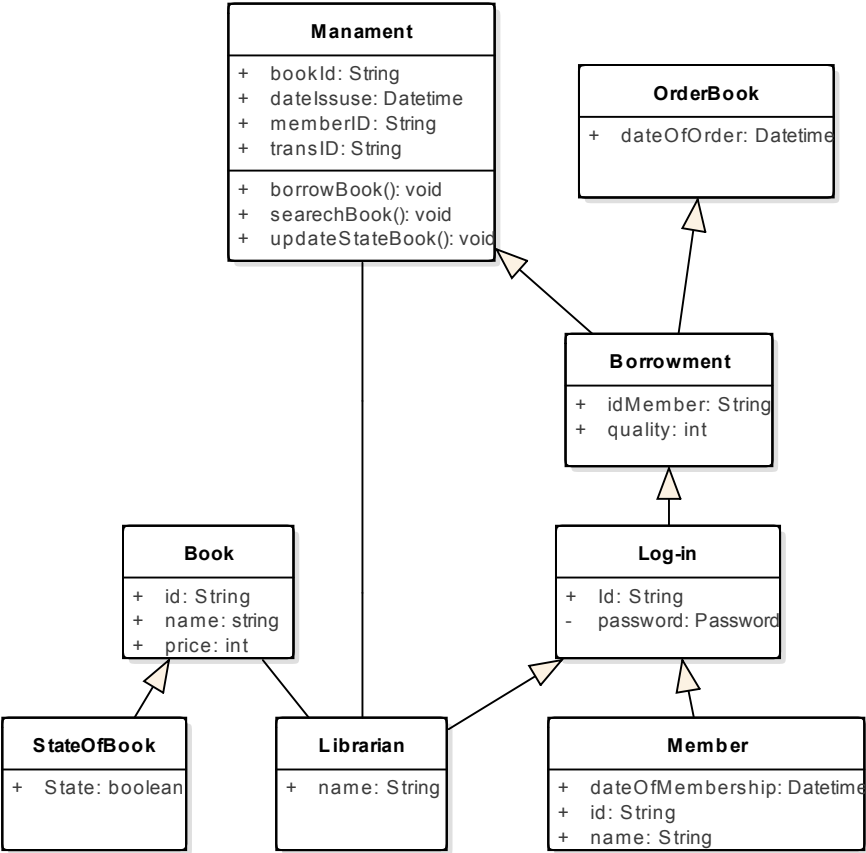 Manament
+ bookId: String
+ dateIssuse: Datetime
+ memberID: String
+ transID: String
+ borrowBook(): void
+ searechBook(): void
+ updateStateBook(): void
OrderBook
+ dateOfOrder: Datetime
Borrowment
+ idMember: String
+ quality: int
Book
+ id: String
+ name: string
+ price: int
Log-in
+ Id: String
- password: Password
StateOfBook
+ State: boolean
Librarian
+ name: String
Member
+ dateOfMembership: Datetime
+ id: String
+ name: String